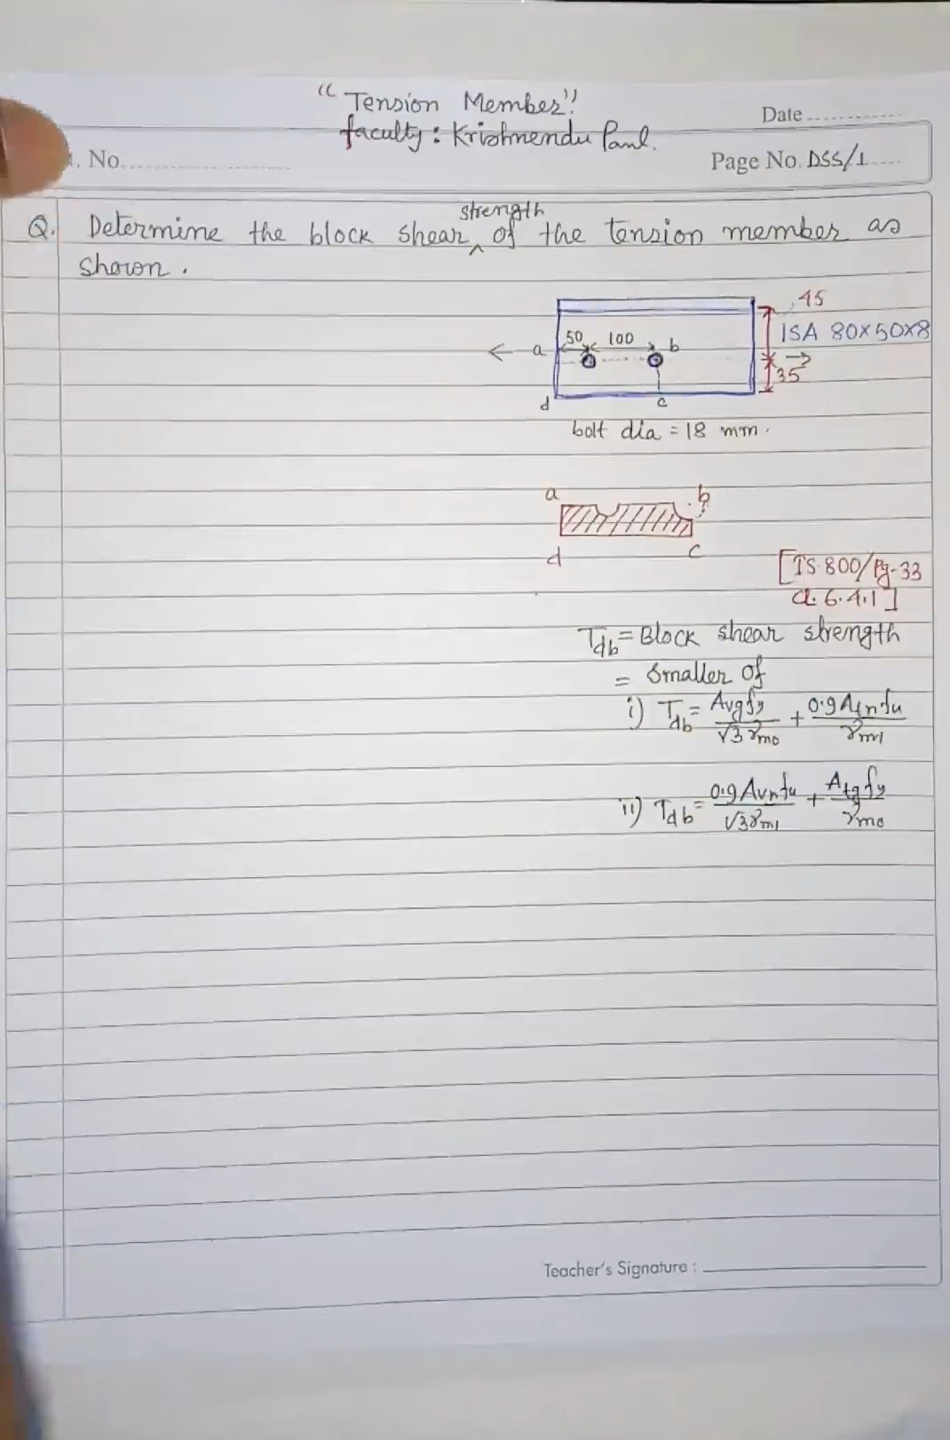 "Tension Member"
Date
faculty: Krishnendu Paul.
. No.
Page No. DSS/1
strength
Q. Determine the block shear ^ of the tension member as
shown.
45
50 100
ISA 80X50X8
a b
35
d c
bolt dia = 18 mm.
a b
d c
[IS 800/Pg-33
cl. 6.4.1]
Tdb = Block shear strength
= smaller of
i) Tdb = Avg fy / √3 γm0 + 0.9 Atn fu / γm1
ii) Tdb = 0.9 Avn fu / √3 γm1 + Atg fy / γm0
Teacher's Signature :